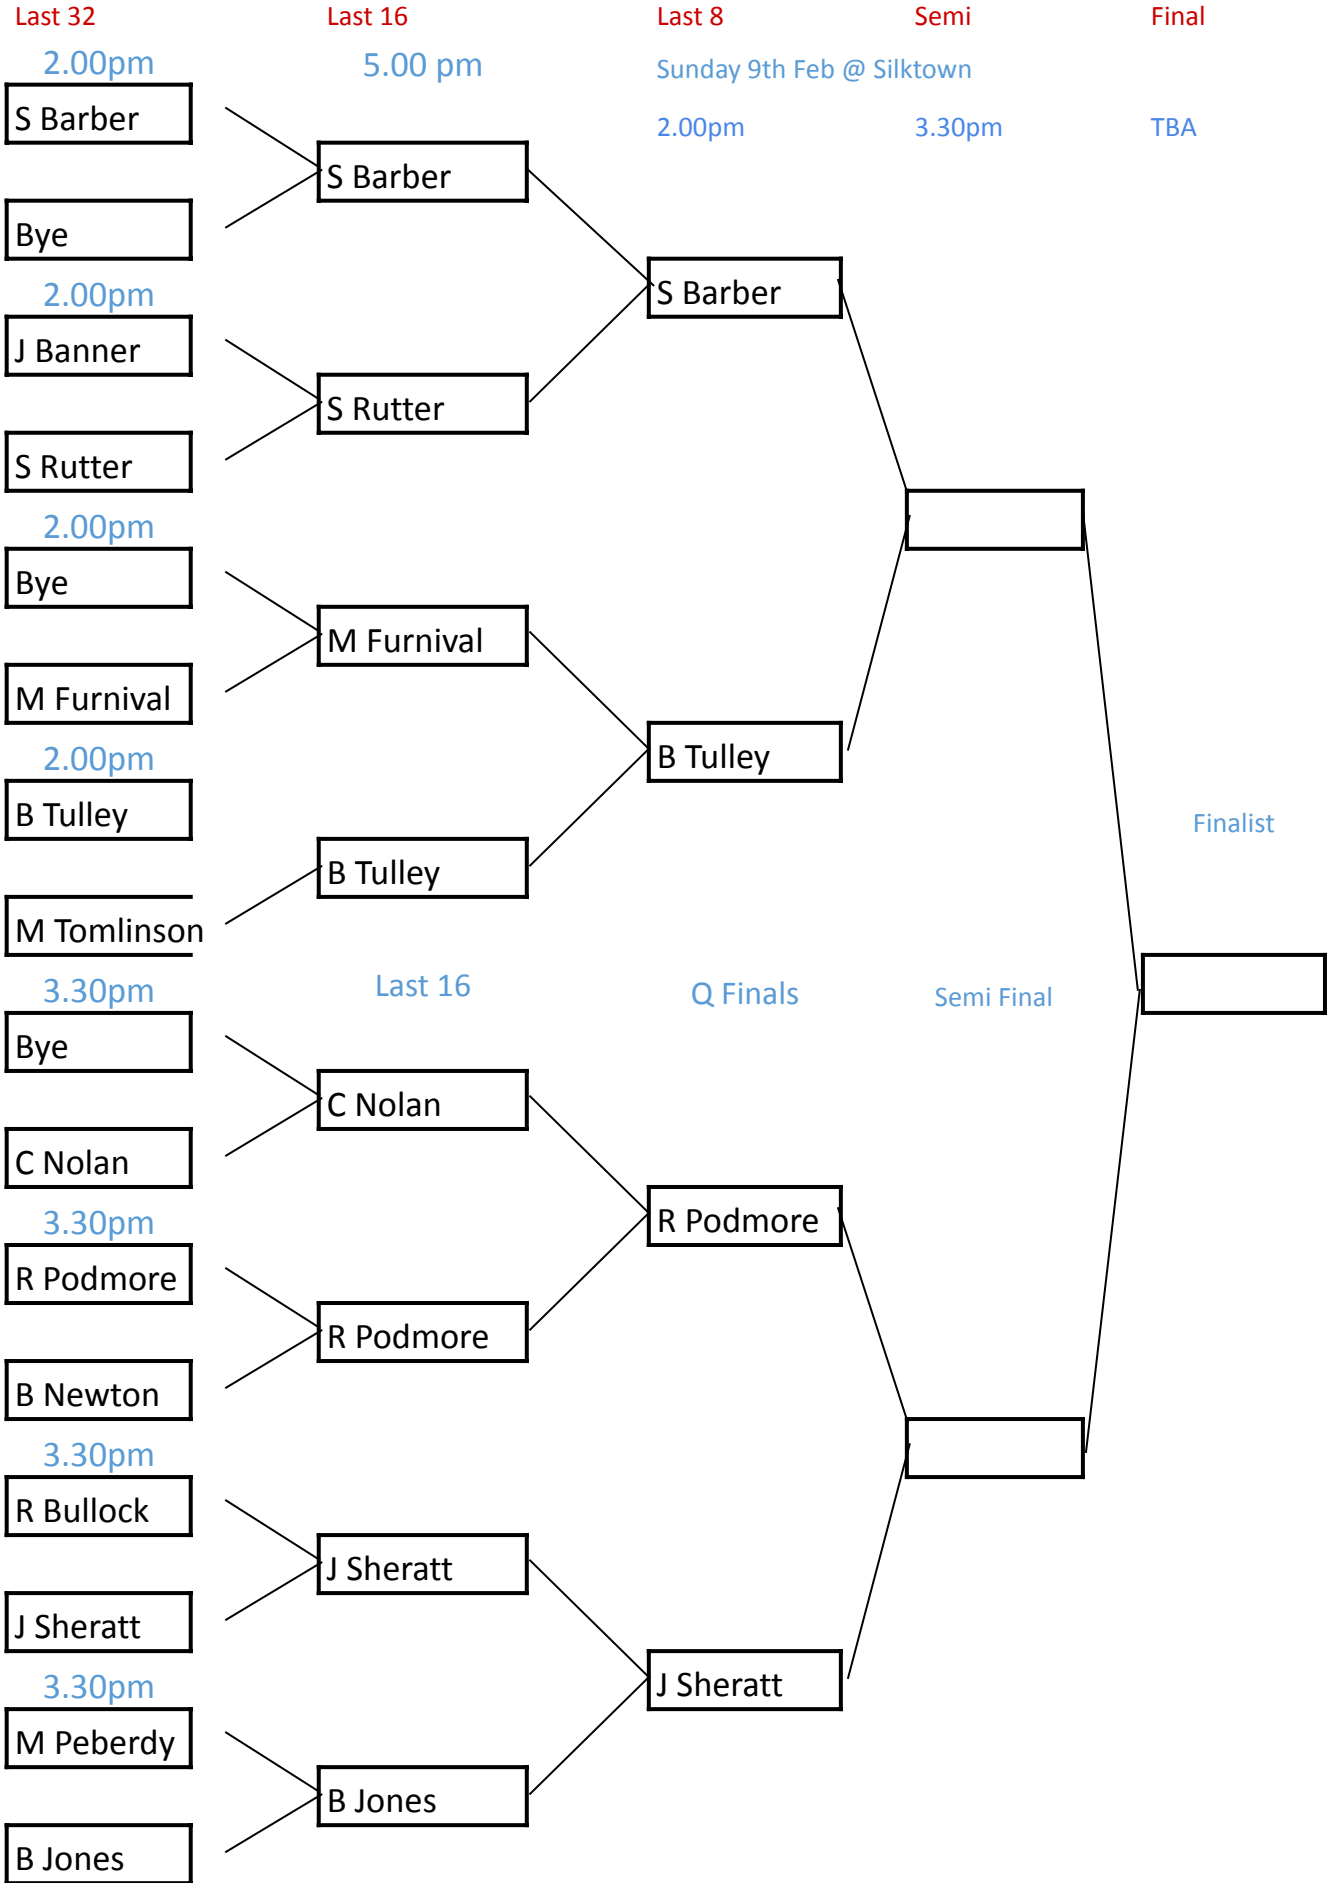 Last 32 Last 16 Last 8 Semi Final
2.00pm 5.00 pm Sunday 9th Feb @ Silktown
S Barber
2.00pm 3.30pm TBA
S Barber
Bye
2.00pm
S Barber
J Banner
S Rutter
S Rutter
2.00pm
Bye
M Furnival
M Furnival
2.00pm
B Tulley
B Tulley
Finalist
B Tulley
M Tomlinson
3.30pm Last 16 Q Finals Semi Final
Bye
C Nolan
C Nolan
3.30pm
R Podmore
R Podmore
R Podmore
B Newton
3.30pm
R Bullock
J Sheratt
J Sheratt
3.30pm
J Sheratt
M Peberdy
B Jones
B Jones